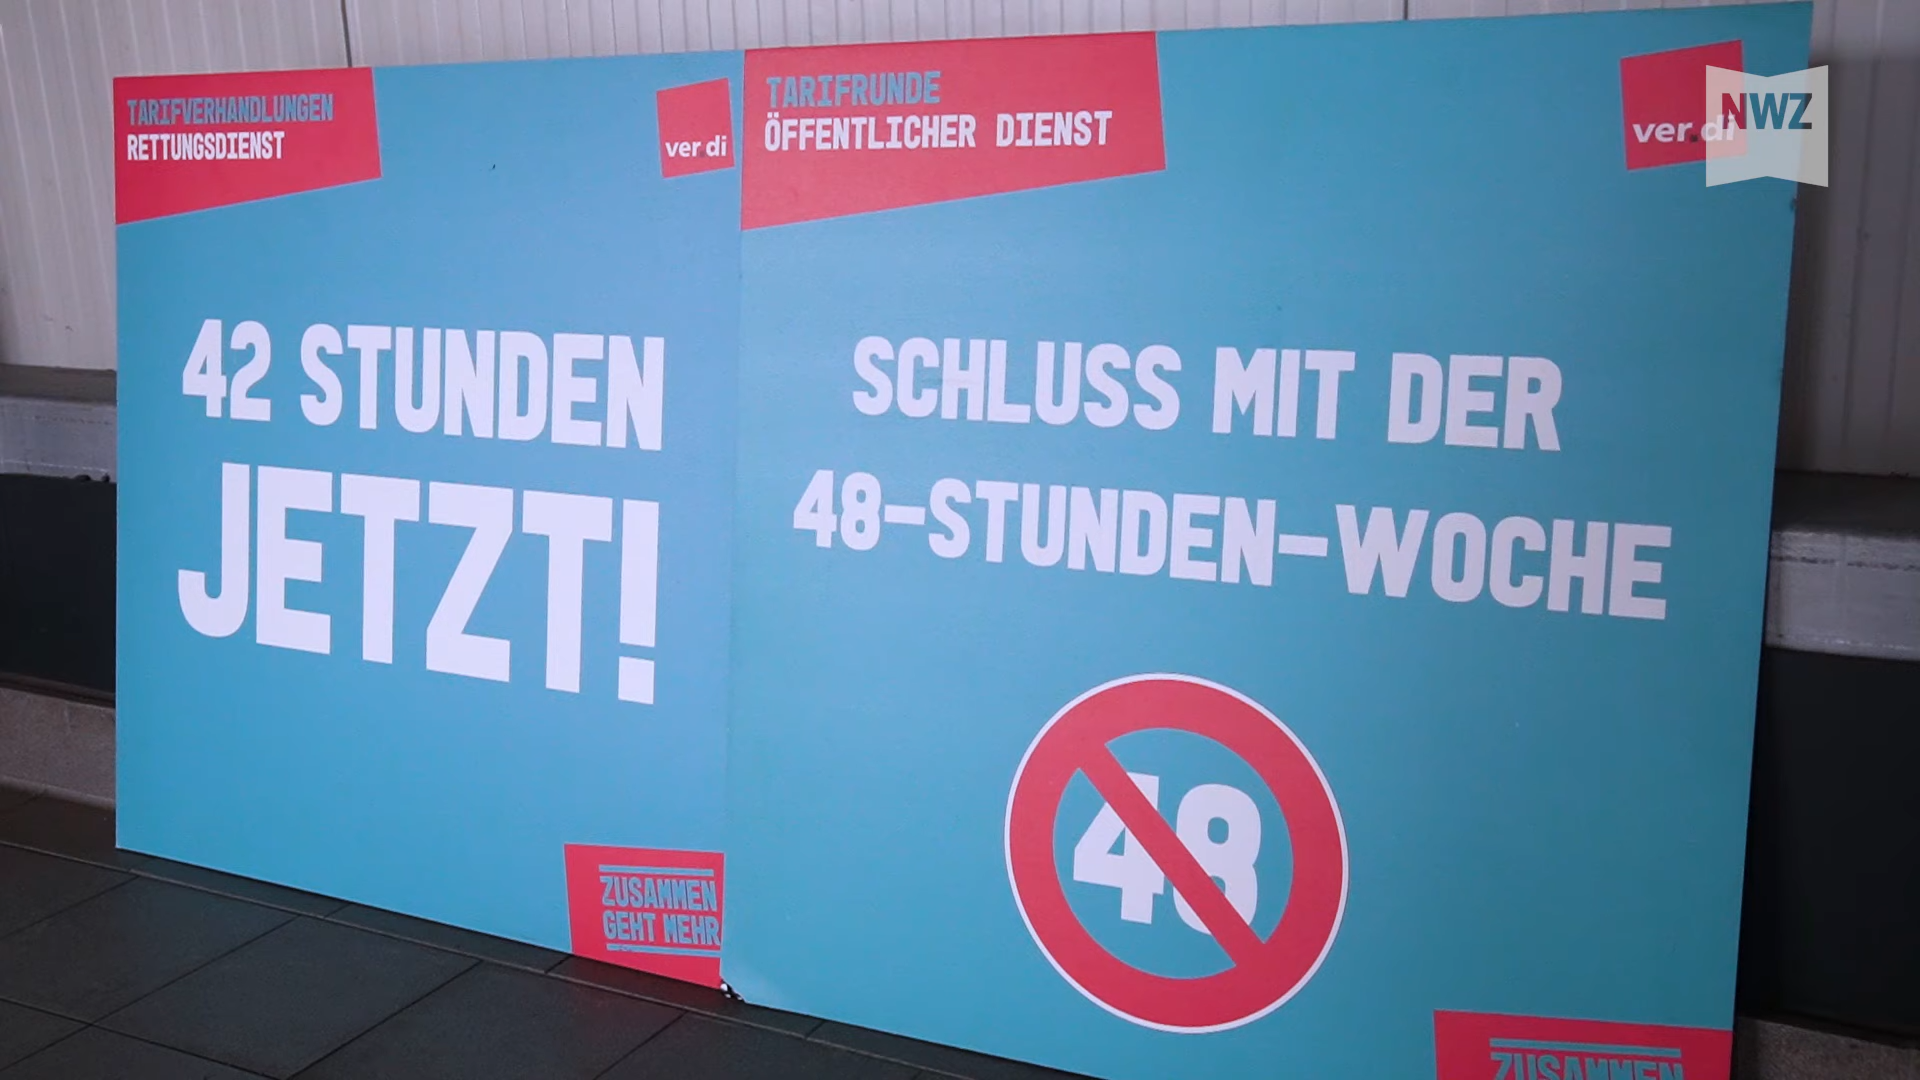 TARIFVERHANDLUNGEN
RETTUNGSDIENST
ver.di
42 STUNDEN
JETZT!
ZUSAMMEN
GEHT MEHR
TARIFRUNDE
ÖFFENTLICHER DIENST
ver.di
NWZ
SCHLUSS MIT DER
48-STUNDEN-WOCHE
48
ZUSAMMEN